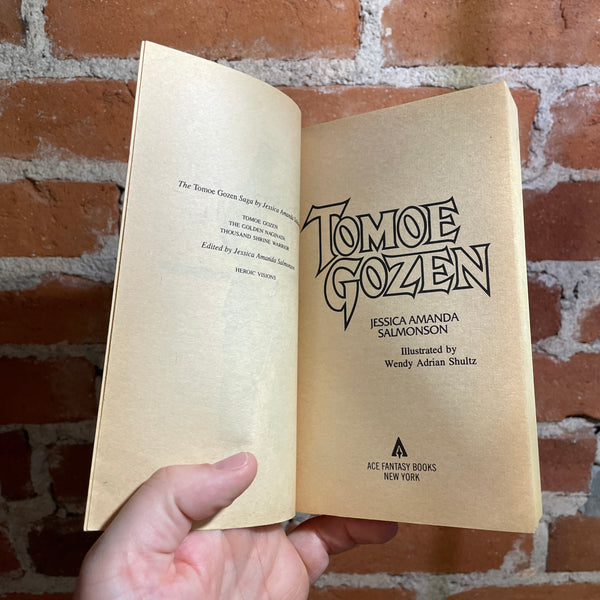 The Tomoe Gozen Saga by Jessica Amanda
TOMOE GOZEN
THE GOLDEN NAGINATA
THOUSAND SHRINE WARRIOR
Edited by Jessica Amanda Salmonson
HEROIC VISIONS
TOMOE
GOZEN
JESSICA AMANDA
SALMONSON
Illustrated by
Wendy Adrian Shultz
ACE FANTASY BOOKS
NEW YORK